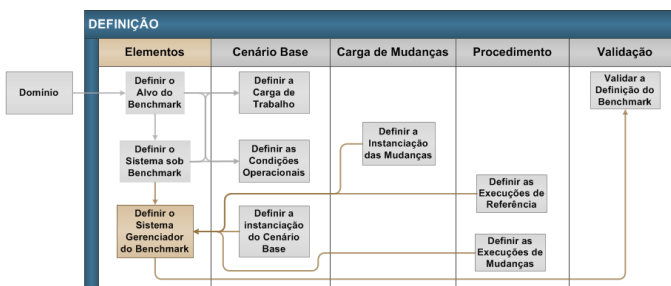 DEFINIÇÃO
Elementos
Cenário Base
Carga de Mudanças
Procedimento
Validação
Domínio
Definir o
Alvo do
Benchmark
Definir a
Carga de
Trabalho
Validar a
Definição do
Benchmark
Definir o
Sistema sob
Benchmark
Definir as
Condições
Operacionais
Definir a
Instanciação
das Mudanças
Definir as
Execuções de
Referência
Definir o
Sistema
Gerenciador
do Benchmark
Definir a
instanciação
do Cenário
Base
Definir as
Execuções de
Mudanças